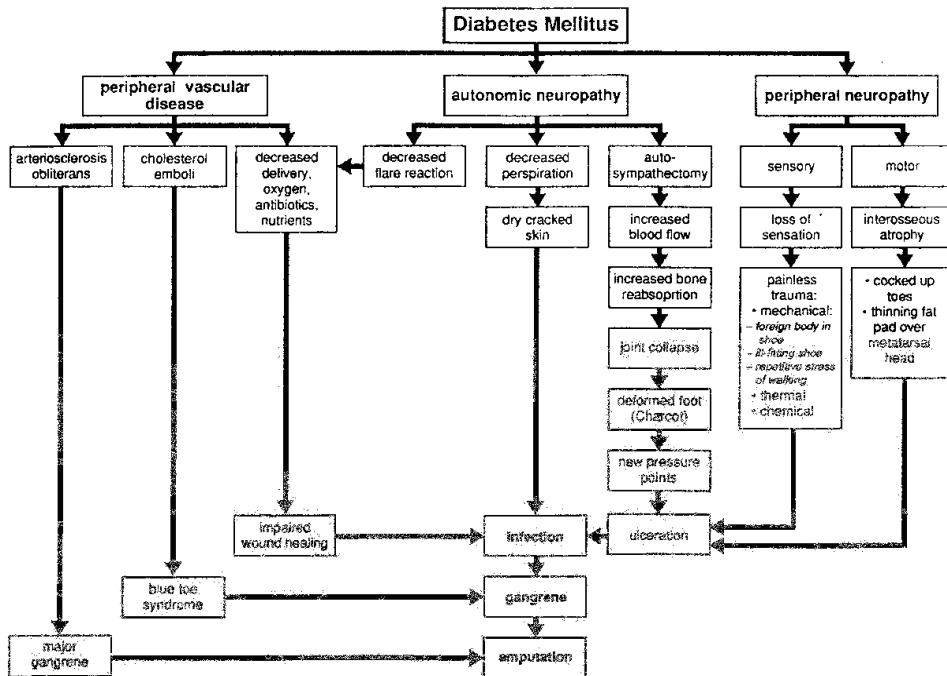 Diabetes Mellitus
peripheral vascular
disease
autonomic neuropathy
peripheral neuropathy
arteriosclerosis
obliterans
cholesterol
emboli
decreased
delivery,
oxygen,
antibiotics,
nutrients
decreased
flare reaction
decreased
perspiration
auto-
sympathectomy
sensory
motor
dry cracked
skin
increased
blood flow
loss of
sensation
interosseous
atrophy
increased bone
reabsoprtion
painless
trauma:
• mechanical:
– foreign body in
shoe
– ill-fitting shoe
– repetitive stress
of walking
• thermal
• chemical
• cocked up
toes
• thinning fat
pad over
metatarsal
head
joint collapse
deformed foot
(Charcot)
new pressure
points
impaired
wound healing
infection
ulceration
blue toe
syndrome
gangrene
major
gangrene
amputation